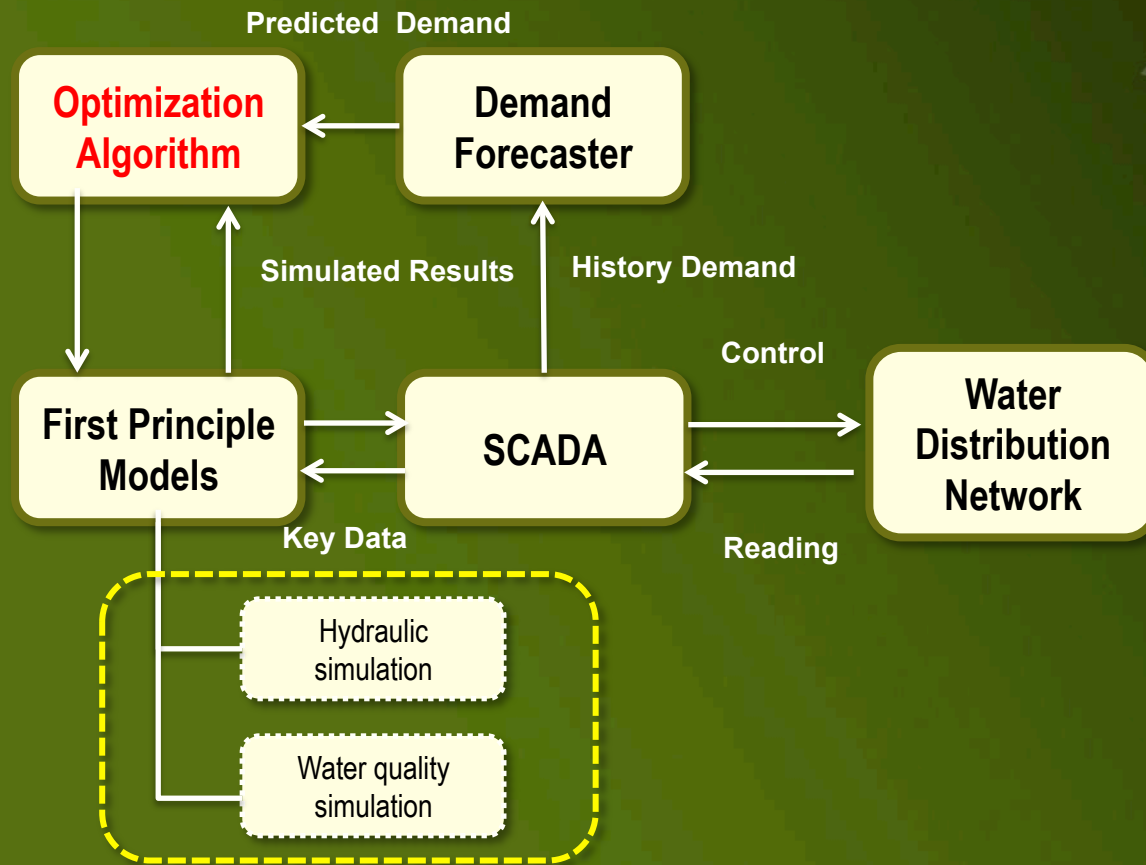 Predicted  Demand
Optimization
Algorithm
Demand
Forecaster
Simulated Results
History Demand
Control
First Principle
Models
SCADA
Water
Distribution
Network
Key Data
Reading
Hydraulic
simulation
Water quality
simulation